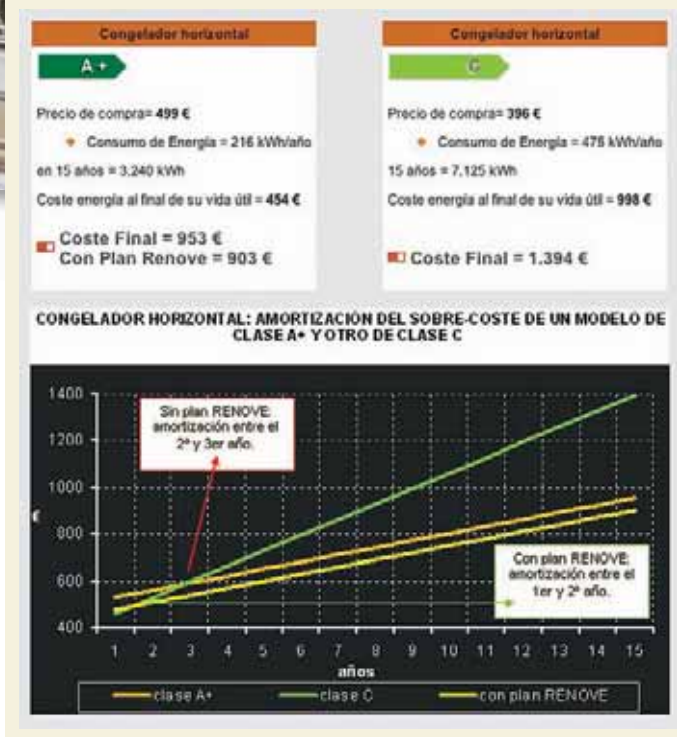 Congelador horizontal
A +
Precio de compra= 499 €
Consumo de Energía = 216 kWh/año
en 15 años = 3.240 kWh
Coste energía al final de su vida útil = 454 €
Coste Final = 953 €
Con Plan Renove = 903 €
Congelador horizontal
C
Precio de compra= 396 €
Consumo de Energía = 475 kWh/año
15 años = 7.125 kWh
Coste energía al final de su vida útil = 998 €
Coste Final = 1.394 €
CONGELADOR HORIZONTAL: AMORTIZACIÓN DEL SOBRE-COSTE DE UN MODELO DE
CLASE A+ Y OTRO DE CLASE C
1400
1200
1000
€
800
600
400
Sin plan RENOVE:
amortización entre el
2º y 3er año.
Con plan RENOVE:
amortización entre el
1er y 2º año.
1 2 3 4 5 6 7 8 9 10 11 12 13 14 15
años
clase A+ clase C con plan RENOVE